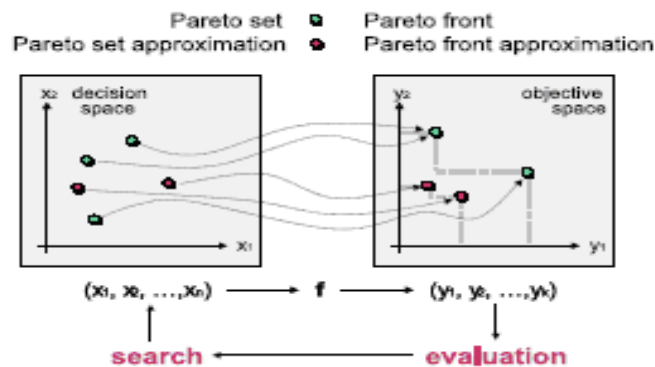 Pareto set Pareto front
Pareto set approximation Pareto front approximation
x₂ decision space
y₂ objective space
x₁
y₁
(x₁, x₂, …,xₙ) f (y₁, y₂, …,yₖ)
search evaluation